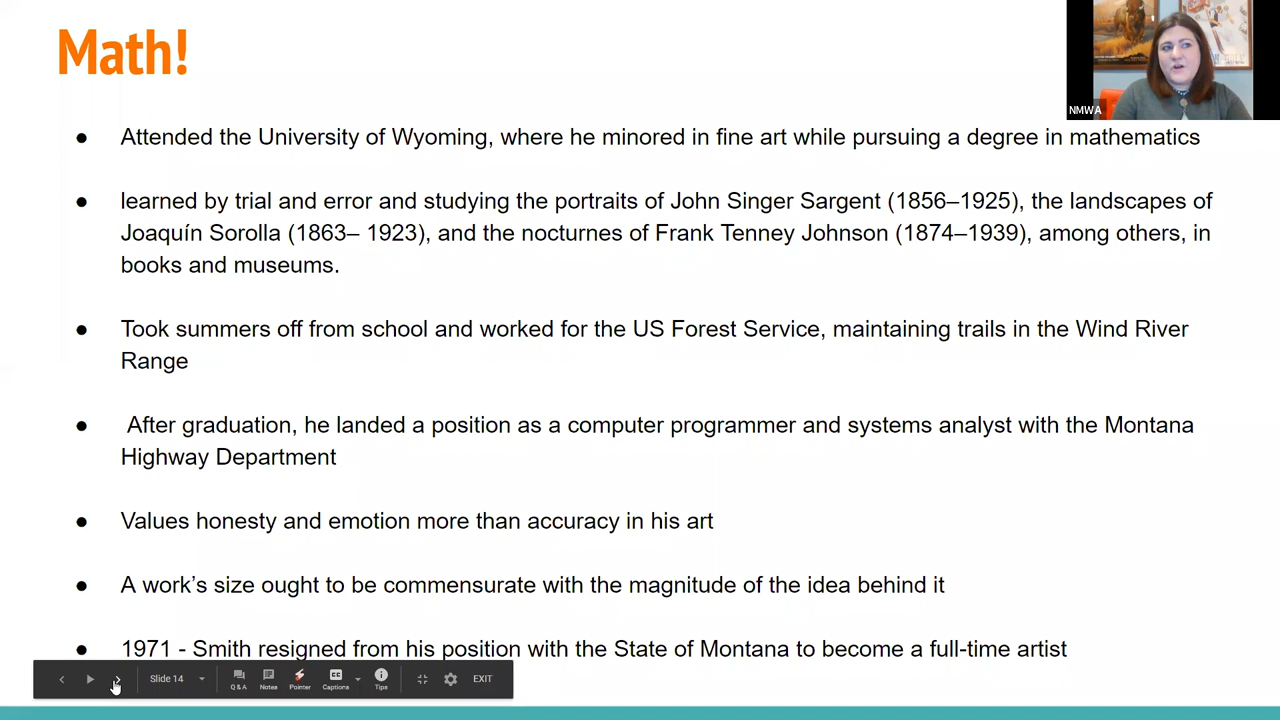 Math!
NMWA
● Attended the University of Wyoming, where he minored in fine art while pursuing a degree in mathematics
● learned by trial and error and studying the portraits of John Singer Sargent (1856–1925), the landscapes of
Joaquín Sorolla (1863– 1923), and the nocturnes of Frank Tenney Johnson (1874–1939), among others, in
books and museums.
● Took summers off from school and worked for the US Forest Service, maintaining trails in the Wind River
Range
● After graduation, he landed a position as a computer programmer and systems analyst with the Montana
Highway Department
● Values honesty and emotion more than accuracy in his art
● A work’s size ought to be commensurate with the magnitude of the idea behind it
● 1971 - Smith resigned from his position with the State of Montana to become a full-time artist
Slide 14 Q&A Notes Pointer CC Captions Tips EXIT